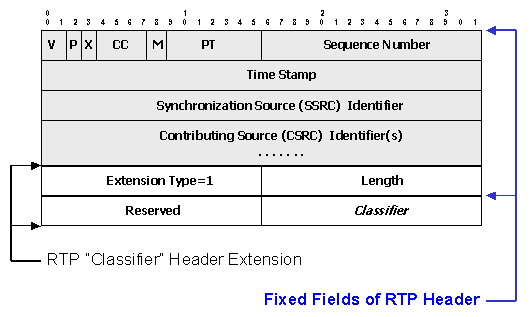 0 1 2 3
0 1 2 3 4 5 6 7 8 9 0 1 2 3 4 5 6 7 8 9 0 1 2 3 4 5 6 7 8 9 0 1
V P X CC M PT Sequence Number
Time Stamp
Synchronization Source (SSRC) Identifier
Contributing Source (CSRC) Identifier(s)
.......
Extension Type=1 Length
Reserved Classifier
RTP "Classifier" Header Extension
Fixed Fields of RTP Header